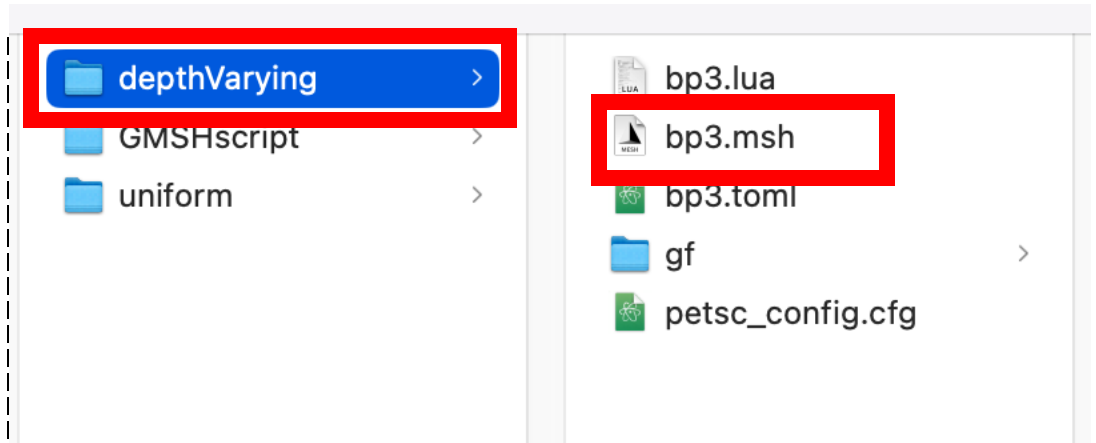 depthVarying
GMSHscript
uniform
LUA
bp3.lua
MESH
bp3.msh
bp3.toml
gf
petsc_config.cfg